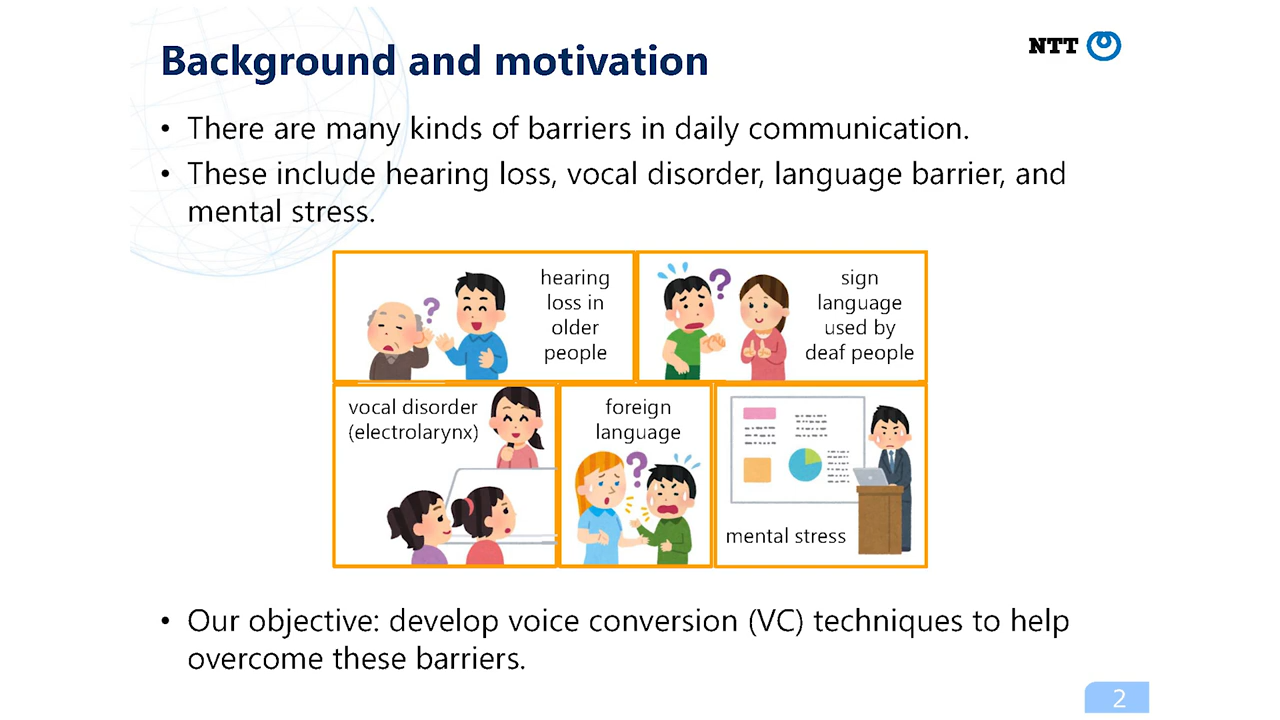 Background and motivation
NTT
• There are many kinds of barriers in daily communication.
• These include hearing loss, vocal disorder, language barrier, and
mental stress.
hearing
loss in
older
people
sign
language
used by
deaf people
vocal disorder
(electrolarynx)
foreign
language
mental stress
• Our objective: develop voice conversion (VC) techniques to help
overcome these barriers.
2